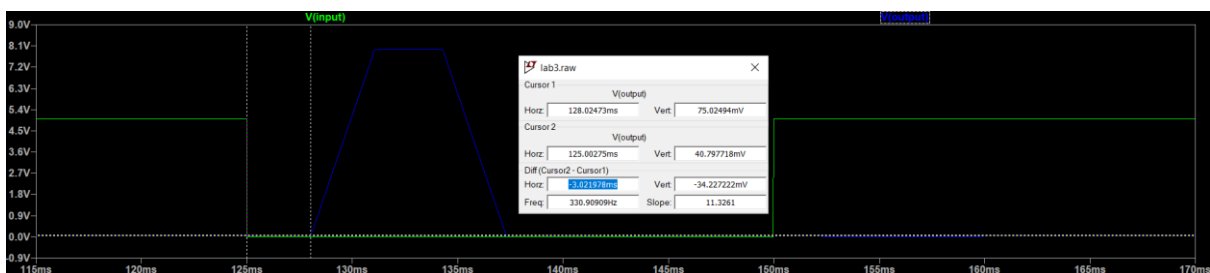 V(input) V(output)
9.0V
8.1V
7.2V
6.3V
5.4V
4.5V
3.6V
2.7V
1.8V
0.9V
0.0V
-0.9V
115ms 120ms 125ms 130ms 135ms 140ms 145ms 150ms 155ms 160ms 165ms 170ms
lab3.raw
Cursor 1
V(output)
Horz: 128.02473ms Vert: 75.02494mV
Cursor 2
V(output)
Horz: 125.00275ms Vert: 40.797718mV
Diff (Cursor2 - Cursor1)
Horz: -3.021978ms Vert: -34.227222mV
Freq: 330.90909Hz Slope: 11.3261